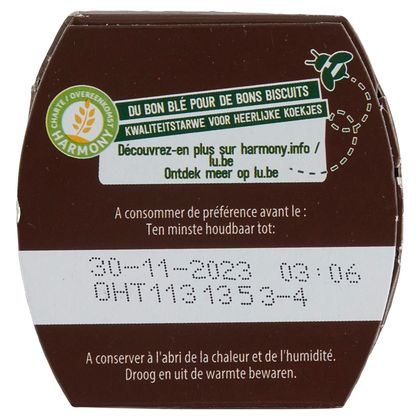 CHARTE / OVEREENKOMST
HARMONY
DU BON BLÉ POUR DE BONS BISCUITS
KWALITEITSTARWE VOOR HEERLIJKE KOEKJES
Découvrez-en plus sur harmony.info /
lu.be
Ontdek meer op lu.be
A consommer de préférence avant le :
Ten minste houdbaar tot:
30-11-2023 03:06
OHT1131353-4
A conserver à l'abri de la chaleur et de l'humidité.
Droog en uit de warmte bewaren.